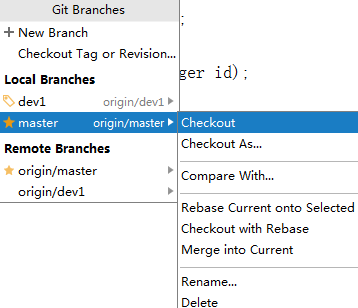 Git Branches
;
New Branch
Checkout Tag or Revision...
ger id);
Local Branches
dev1 origin/dev1
master origin/master
Checkout
Checkout As...
Remote Branches
origin/master
origin/dev1
Compare With...
Rebase Current onto Selected
Checkout with Rebase
Merge into Current
Rename...
Delete